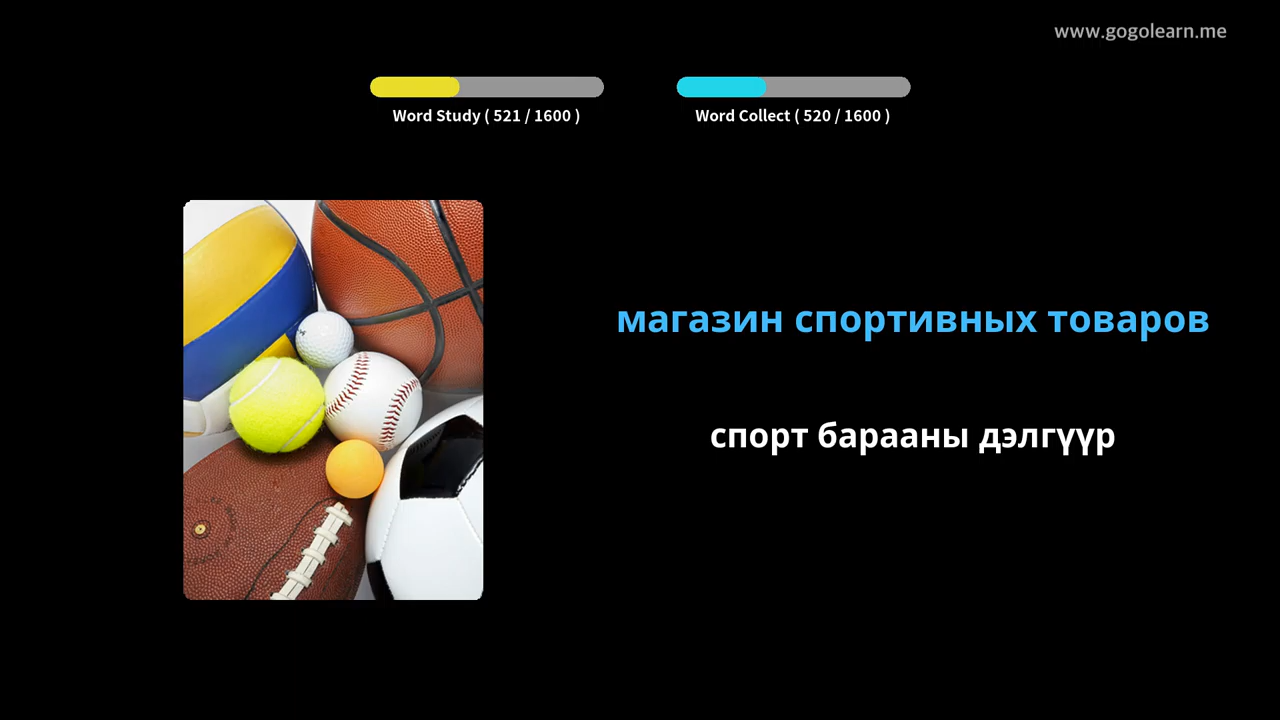 www.gogolearn.me
Word Study ( 521 / 1600 )
Word Collect ( 520 / 1600 )
магазин спортивных товаров
спорт барааны дэлгүүр